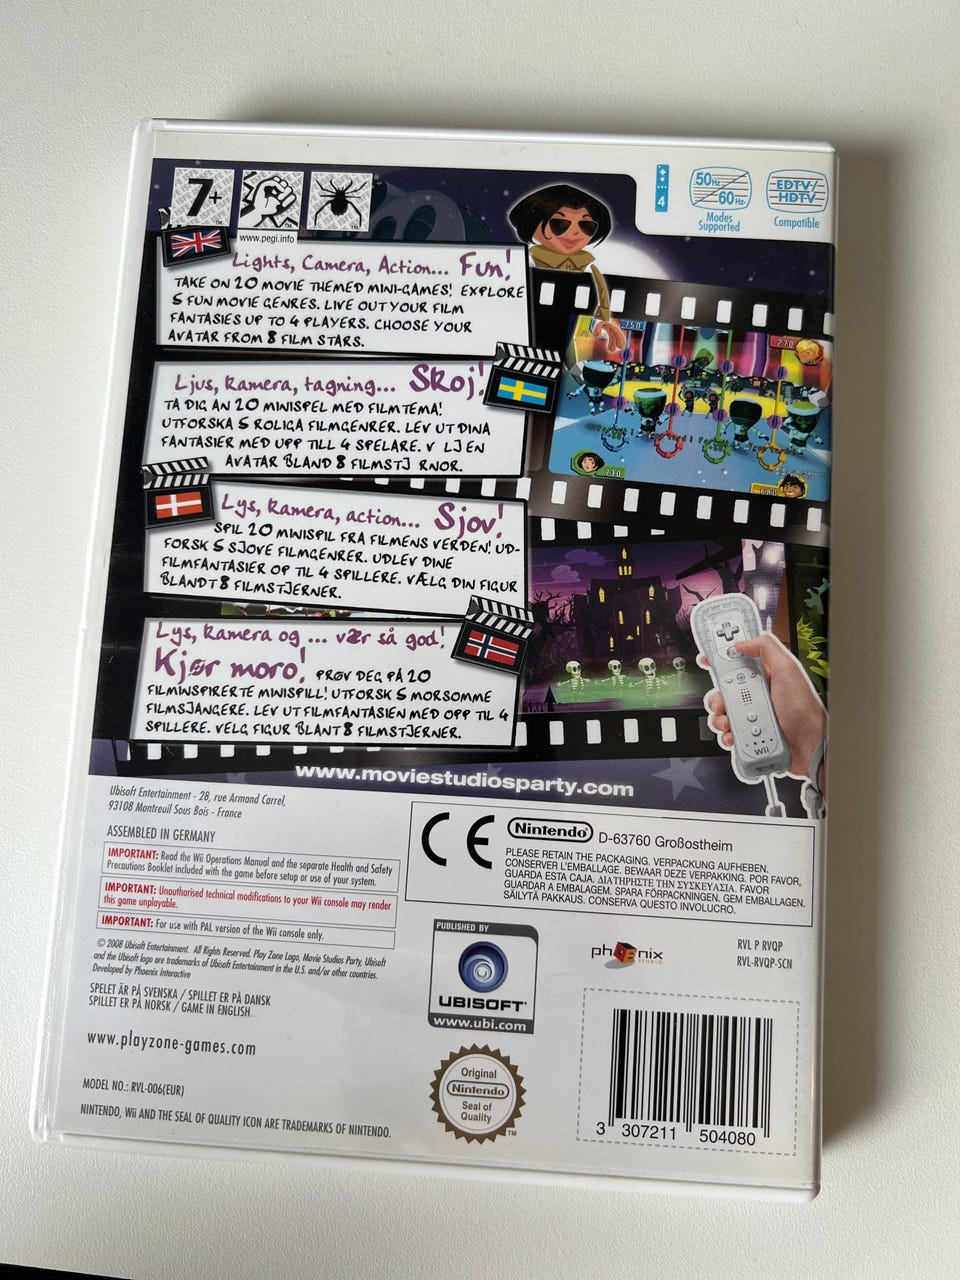 7+
www.pegi.info
4
50Hz
60Hz
Modes
Supported
EDTV/
HDTV
Compatible
Lights, Camera, Action... Fun!
TAKE ON 20 MOVIE THEMED MINI-GAMES! EXPLORE
5 FUN MOVIE GENRES. LIVE OUT YOUR FILM
FANTASIES UP TO 4 PLAYERS. CHOOSE YOUR
AVATAR FROM 8 FILM STARS.
750
270
730
680
Ljus, kamera, tagning... Skoj!
TA DIG AN 20 MINISPEL MED FILMTEMA!
UTFORSKA 5 ROLIGA FILMGENRER. LEV UT DINA
FANTASIER MED UPP TILL 4 SPELARE. V LJ EN
AVATAR BLAND 8 FILMSTJ RNOR.
Lys, kamera, action... Sjov!
SPIL 20 MINISPIL FRA FILMENS VERDEN! UD-
FORSK 5 SJOVE FILMGENRER. UDLEV DINE
FILMFANTASIER OP TIL 4 SPILLERE. VÆLG DIN FIGUR
BLANDT 8 FILMSTJERNER.
Lys, kamera og ... vær så god!
Kjør moro! PRØV DEG PÅ 20
FILMINSPIRERTE MINISPILL! UTFORSK 5 MORSOMME
FILMSJANGERE. LEV UT FILMFANTASIEN MED OPP TIL 4
SPILLERE. VELG FIGUR BLANT 8 FILMSTJERNER.
Wii
www.moviestudiosparty.com
Ubisoft Entertainment - 28, rue Armand Carrel,
93108 Montreuil Sous Bois - France
ASSEMBLED IN GERMANY
IMPORTANT: Read the Wii Operations Manual and the separate Health and Safety
Precautions Booklet included with the game before setup or use of your system.
IMPORTANT: Unauthorised technical modifications to your Wii console may render
this game unplayable.
IMPORTANT: For use with PAL version of the Wii console only.
© 2008 Ubisoft Entertainment. All Rights Reserved. Play Zone Logo, Movie Studios Party, Ubisoft
and the Ubisoft logo are trademarks of Ubisoft Entertainment in the U.S. and/or other countries.
Developed by Phoenix Interactive
SPELET ÄR PÅ SVENSKA / SPILLET ER PÅ DANSK
SPILLET ER PÅ NORSK / GAME IN ENGLISH
www.playzone-games.com
MODEL NO.: RVL-006(EUR)
NINTENDO, Wii AND THE SEAL OF QUALITY ICON ARE TRADEMARKS OF NINTENDO.
CE
Nintendo D-63760 Großostheim
PLEASE RETAIN THE PACKAGING. VERPACKUNG AUFHEBEN.
CONSERVER L'EMBALLAGE. BEWAAR DEZE VERPAKKING. POR FAVOR,
GUARDA ESTA CAJA. ΔΙΑΤΗΡΗΣΤΕ ΤΗΝ ΣΥΣΚΕΥΑΣΙΑ. FAVOR
GUARDAR A EMBALAGEM. SPARA FÖRPACKNINGEN. GEM EMBALLAGEN.
SÄILYTÄ PAKKAUS. CONSERVA QUESTO INVOLUCRO.
PUBLISHED BY
UBISOFT
www.ubi.com
phoenix
STUDIO
RVL P RVQP
RVL-RVQP-SCN
Original
Nintendo
Seal of
Quality
TM
3 307211 504080